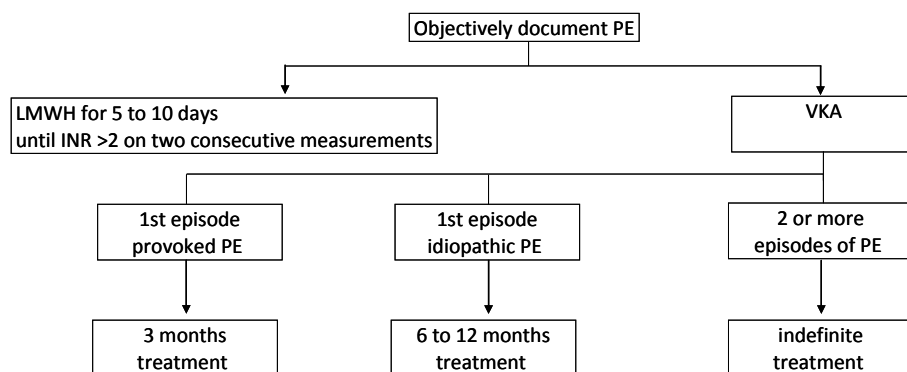 Objectively document PE
LMWH for 5 to 10 days
until INR >2 on two consecutive measurements
VKA
1st episode
provoked PE
1st episode
idiopathic PE
2 or more
episodes of PE
3 months
treatment
6 to 12 months
treatment
indefinite
treatment